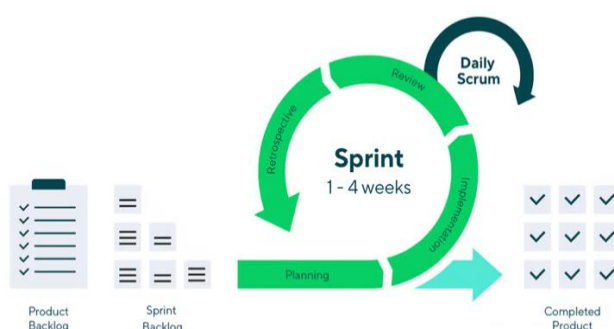 Daily
Scrum
Review
Retrospective
Sprint
1 - 4 weeks
Implementation
Planning
Product
Backlog
Sprint
Backlog
Completed
Product